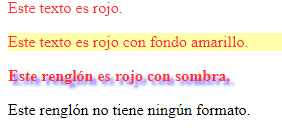 Este texto es rojo.
Este texto es rojo con fondo amarillo.
Este renglón es rojo con sombra.
Este renglón no tiene ningún formato.